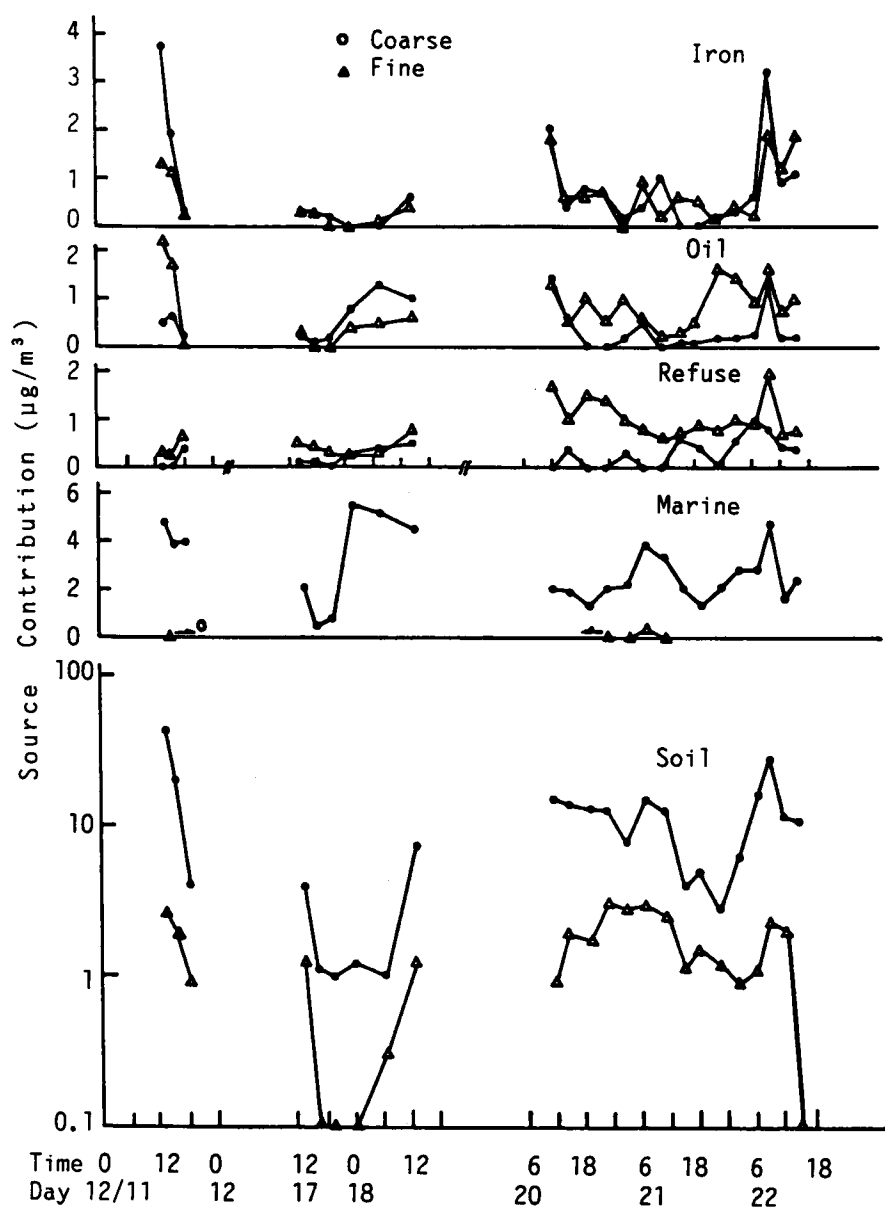 Coarse
Fine
Iron
4
3
2
1
0
Oil
2
1
0
Refuse
2
1
0
Marine
6
4
2
0
Soil
100
10
1
0.1
Source Contribution (µg/m³)
Time 0 12 0 12 0 12 6 18 6 18 6 18
Day 12/11 12 17 18 20 21 22